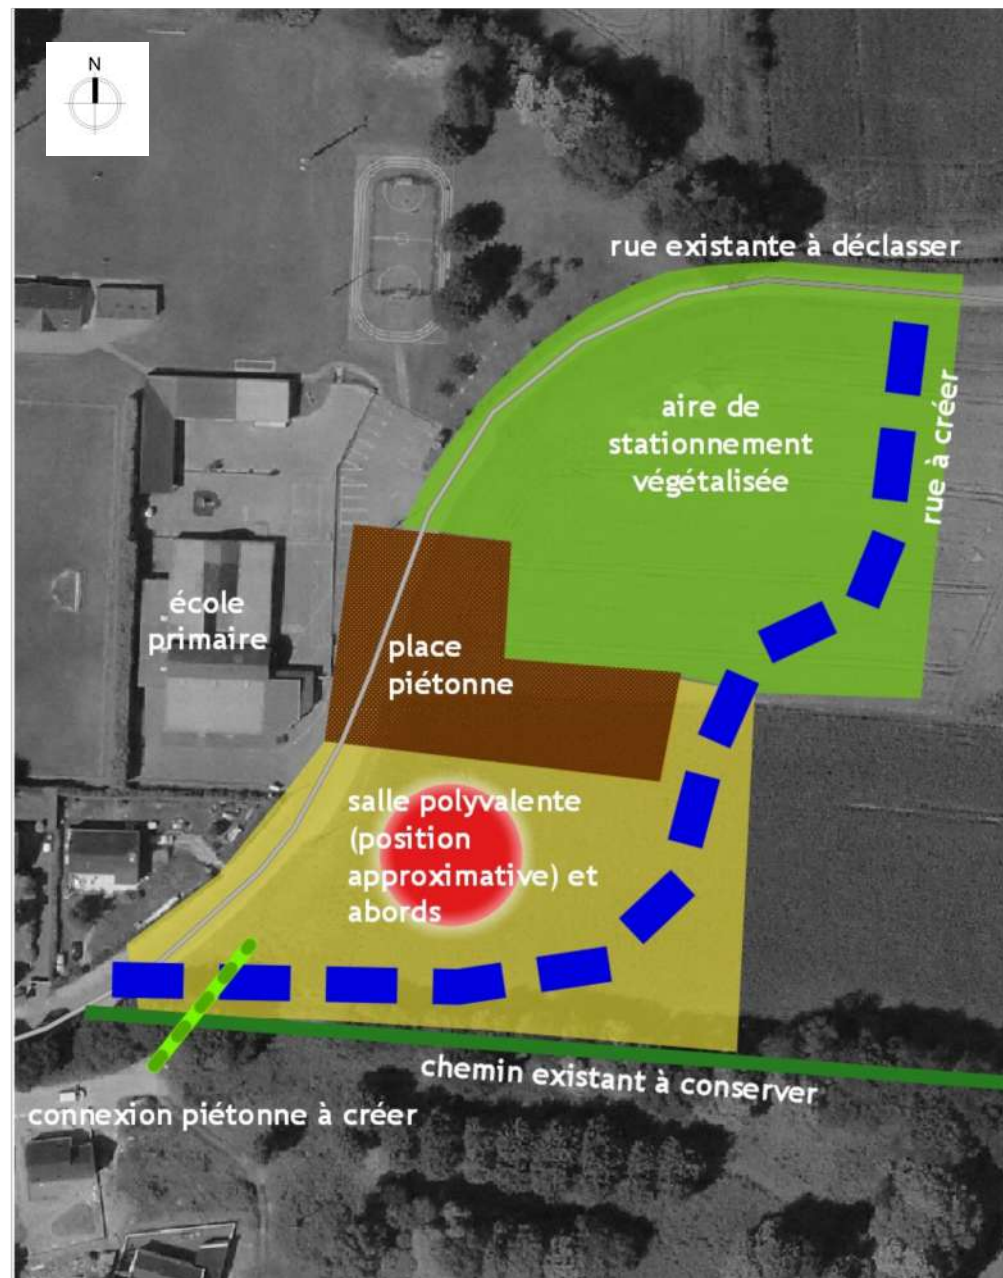 N
rue existante à déclasser
aire de
stationnement
végétalisée
rue à créer
école
primaire
place
piétonne
salle polyvalente
(position
approximative) et
abords
chemin existant à conserver
connexion piétonne à créer